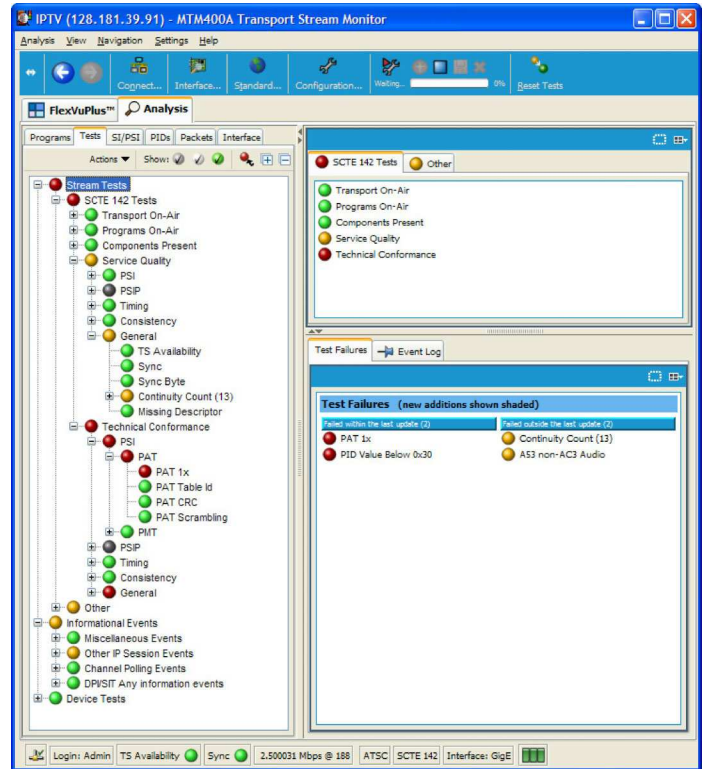 IPTV (128.181.39.91) - MTM400A Transport Stream Monitor
Analysis View Navigation Settings Help
Connect... Interface... Standard... Configuration... Waiting... 0% Reset Tests
FlexVuPlus™ Analysis
Programs Tests SI/PSI PIDs Packets Interface
Actions Show:
Stream Tests
SCTE 142 Tests
Transport On-Air
Programs On-Air
Components Present
Service Quality
PSI
PSIP
Timing
Consistency
General
TS Availability
Sync
Sync Byte
Continuity Count (13)
Missing Descriptor
Technical Conformance
PSI
PAT
PAT 1x
PAT Table Id
PAT CRC
PAT Scrambling
PMT
PSIP
Timing
Consistency
General
Other
Informational Events
Miscellaneous Events
Other IP Session Events
Channel Polling Events
DPI/SIT Any information events
Device Tests
SCTE 142 Tests Other
Transport On-Air
Programs On-Air
Components Present
Service Quality
Technical Conformance
Test Failures Event Log
Test Failures (new additions shown shaded)
Failed within the last update (2) Failed outside the last update (2)
PAT 1x Continuity Count (13)
PID Value Below 0x30 A53 non-AC3 Audio
Login: Admin TS Availability Sync 2.500031 Mbps @ 188 ATSC SCTE 142 Interface: GigE